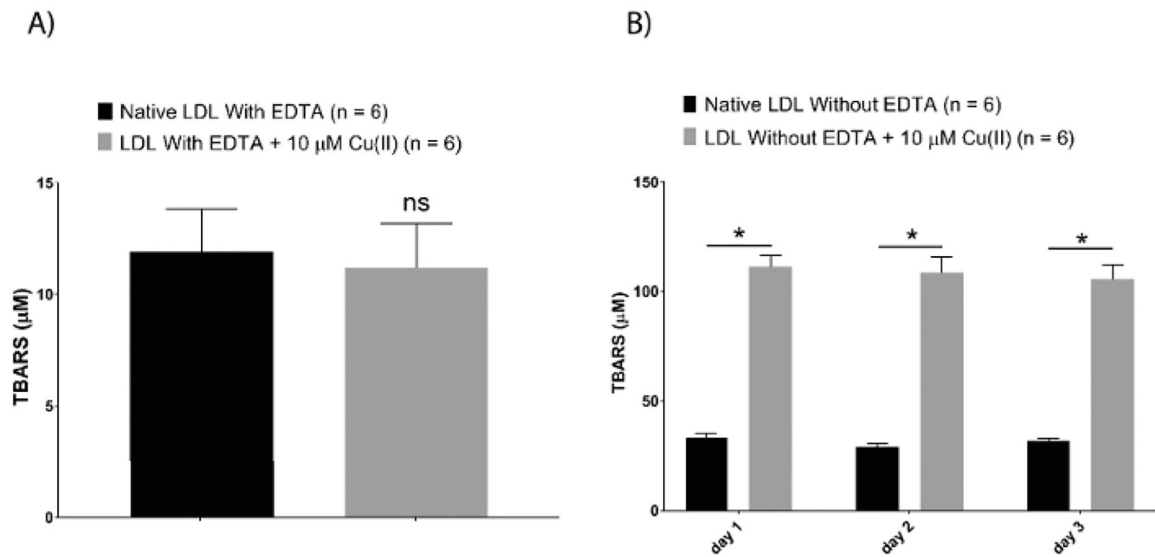 A)
Native LDL With EDTA (n = 6)
LDL With EDTA + 10 μM Cu(II) (n = 6)
15
10
5
0
TBARS (μM)
ns
B)
Native LDL Without EDTA (n = 6)
LDL Without EDTA + 10 μM Cu(II) (n = 6)
150
100
50
0
TBARS (μM)
* * *
day 1 day 2 day 3